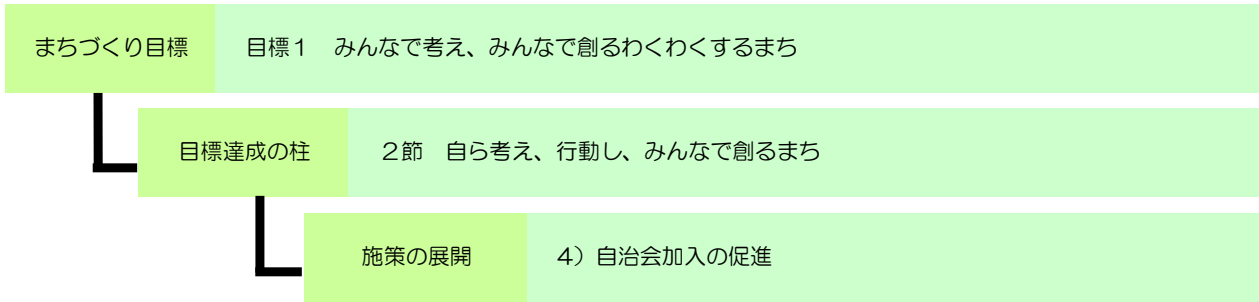 まちづくり目標　目標１　みんなで考え、みんなで創るわくわくするまち
目標達成の柱　２節　自ら考え、行動し、みんなで創るまち
施策の展開　４）自治会加入の促進